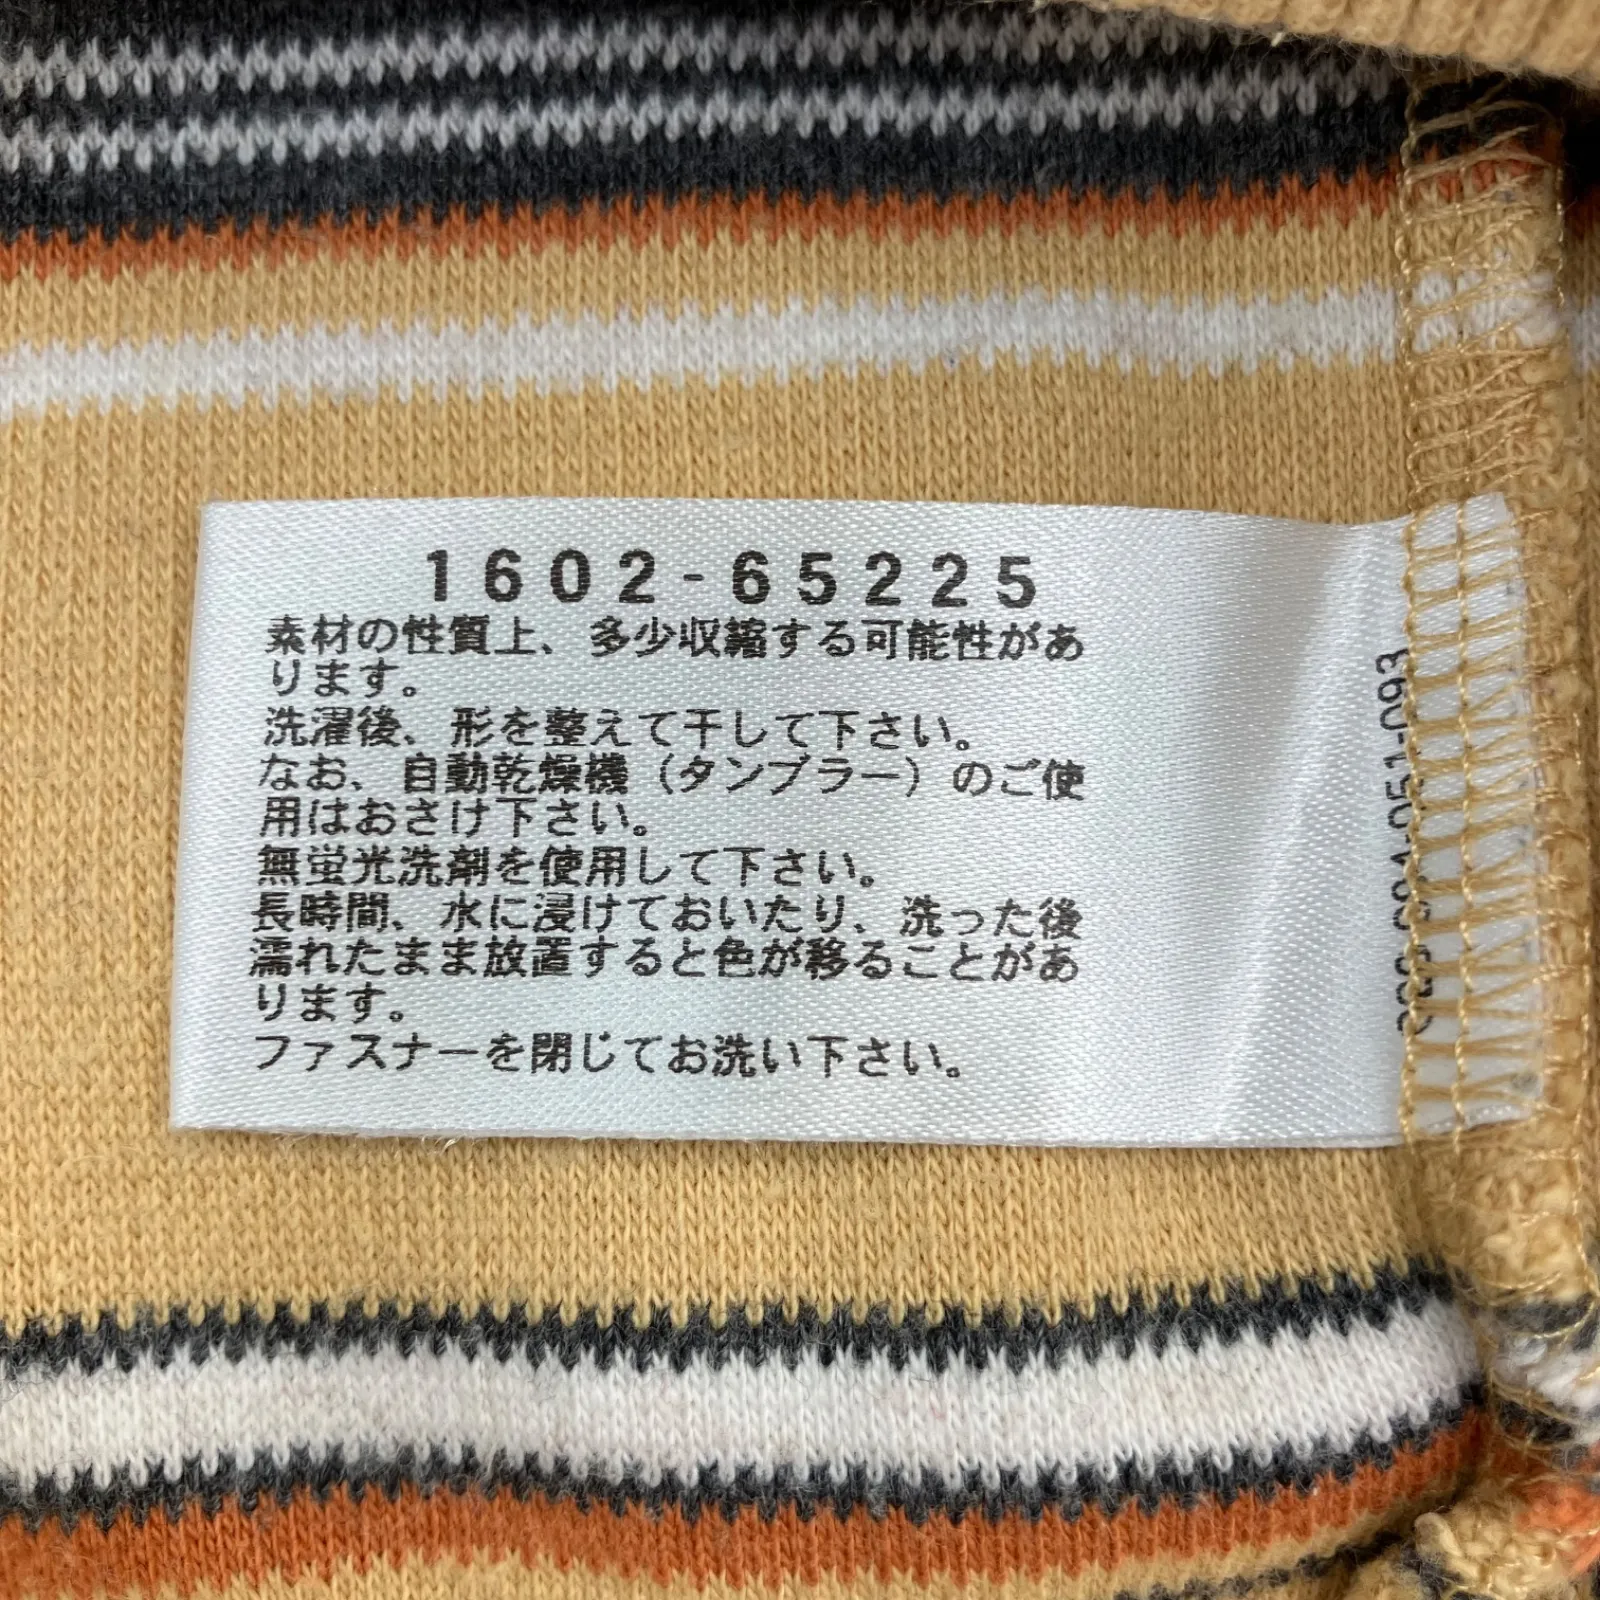 1602-65225
素材の性質上、多少収縮する可能性があ
ります。
洗濯後、形を整えて干して下さい。
なお、自動乾燥機（タンブラー）のご使
用はおさけ下さい。
無蛍光洗剤を使用して下さい。
長時間、水に浸けておいたり、洗った後
濡れたまま放置すると色が移ることがあ
ります。
ファスナーを閉じてお洗い下さい。